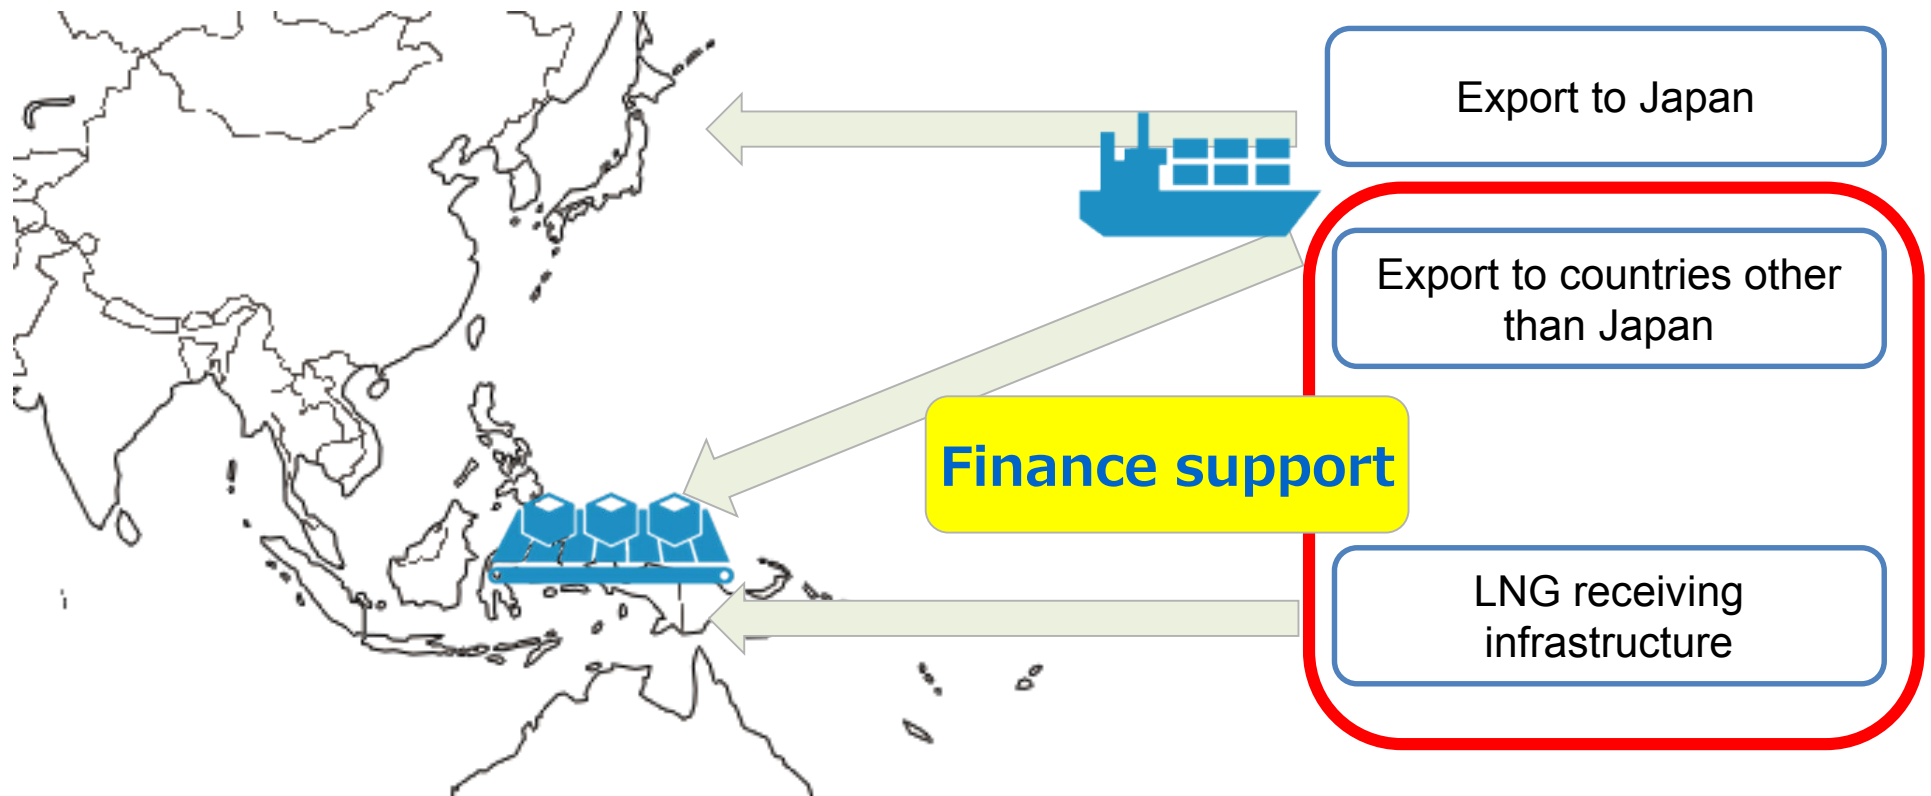 Export to Japan
Export to countries other
than Japan
Finance support
LNG receiving
infrastructure